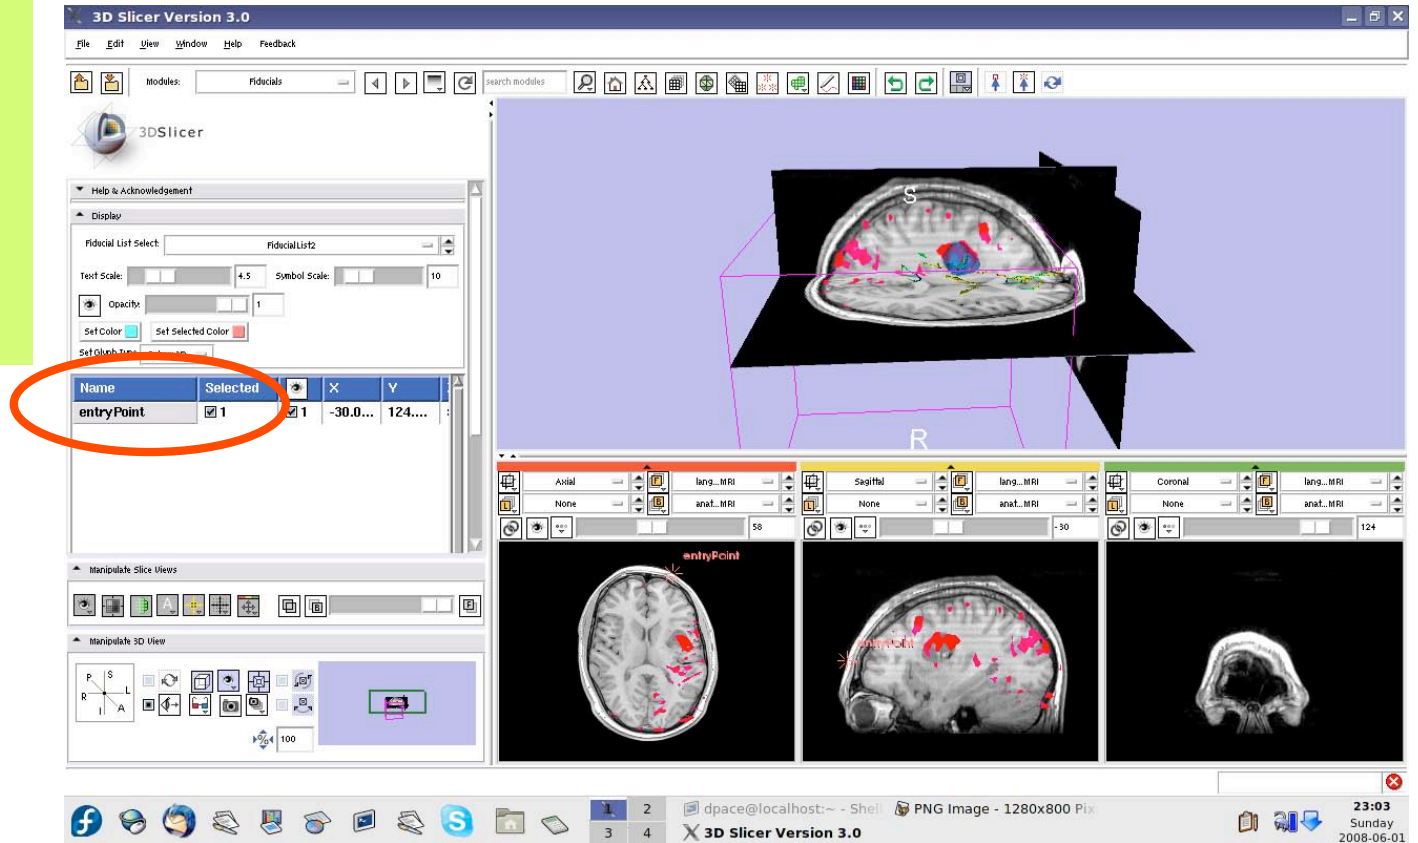 3D Slicer Version 3.0
File Edit View Window Help Feedback
Modules: Fiducials search modules
3DSlicer
Help & Acknowledgement
Display
Fiducial List Select: FiducialList2
Text Scale: 4.5 Symbol Scale: 10
Opacity: 1
Set Color Set Selected Color
Set Glyph Type
Name Selected X Y
entryPoint 1 1 -30.0... 124....
Manipulate Slice Views
Manipulate 3D View
P S
R L
I A
100
S
R
Axial lang...MRI
None anat...MRI
58
Sagittal lang...MRI
None anat...MRI
-30
Coronal lang...MRI
None anat...MRI
124
entryPoint
entryPoint
1 2
3 4
dpace@localhost:~ - Shell
PNG Image - 1280x800 Pix
3D Slicer Version 3.0
23:03
Sunday
2008-06-01